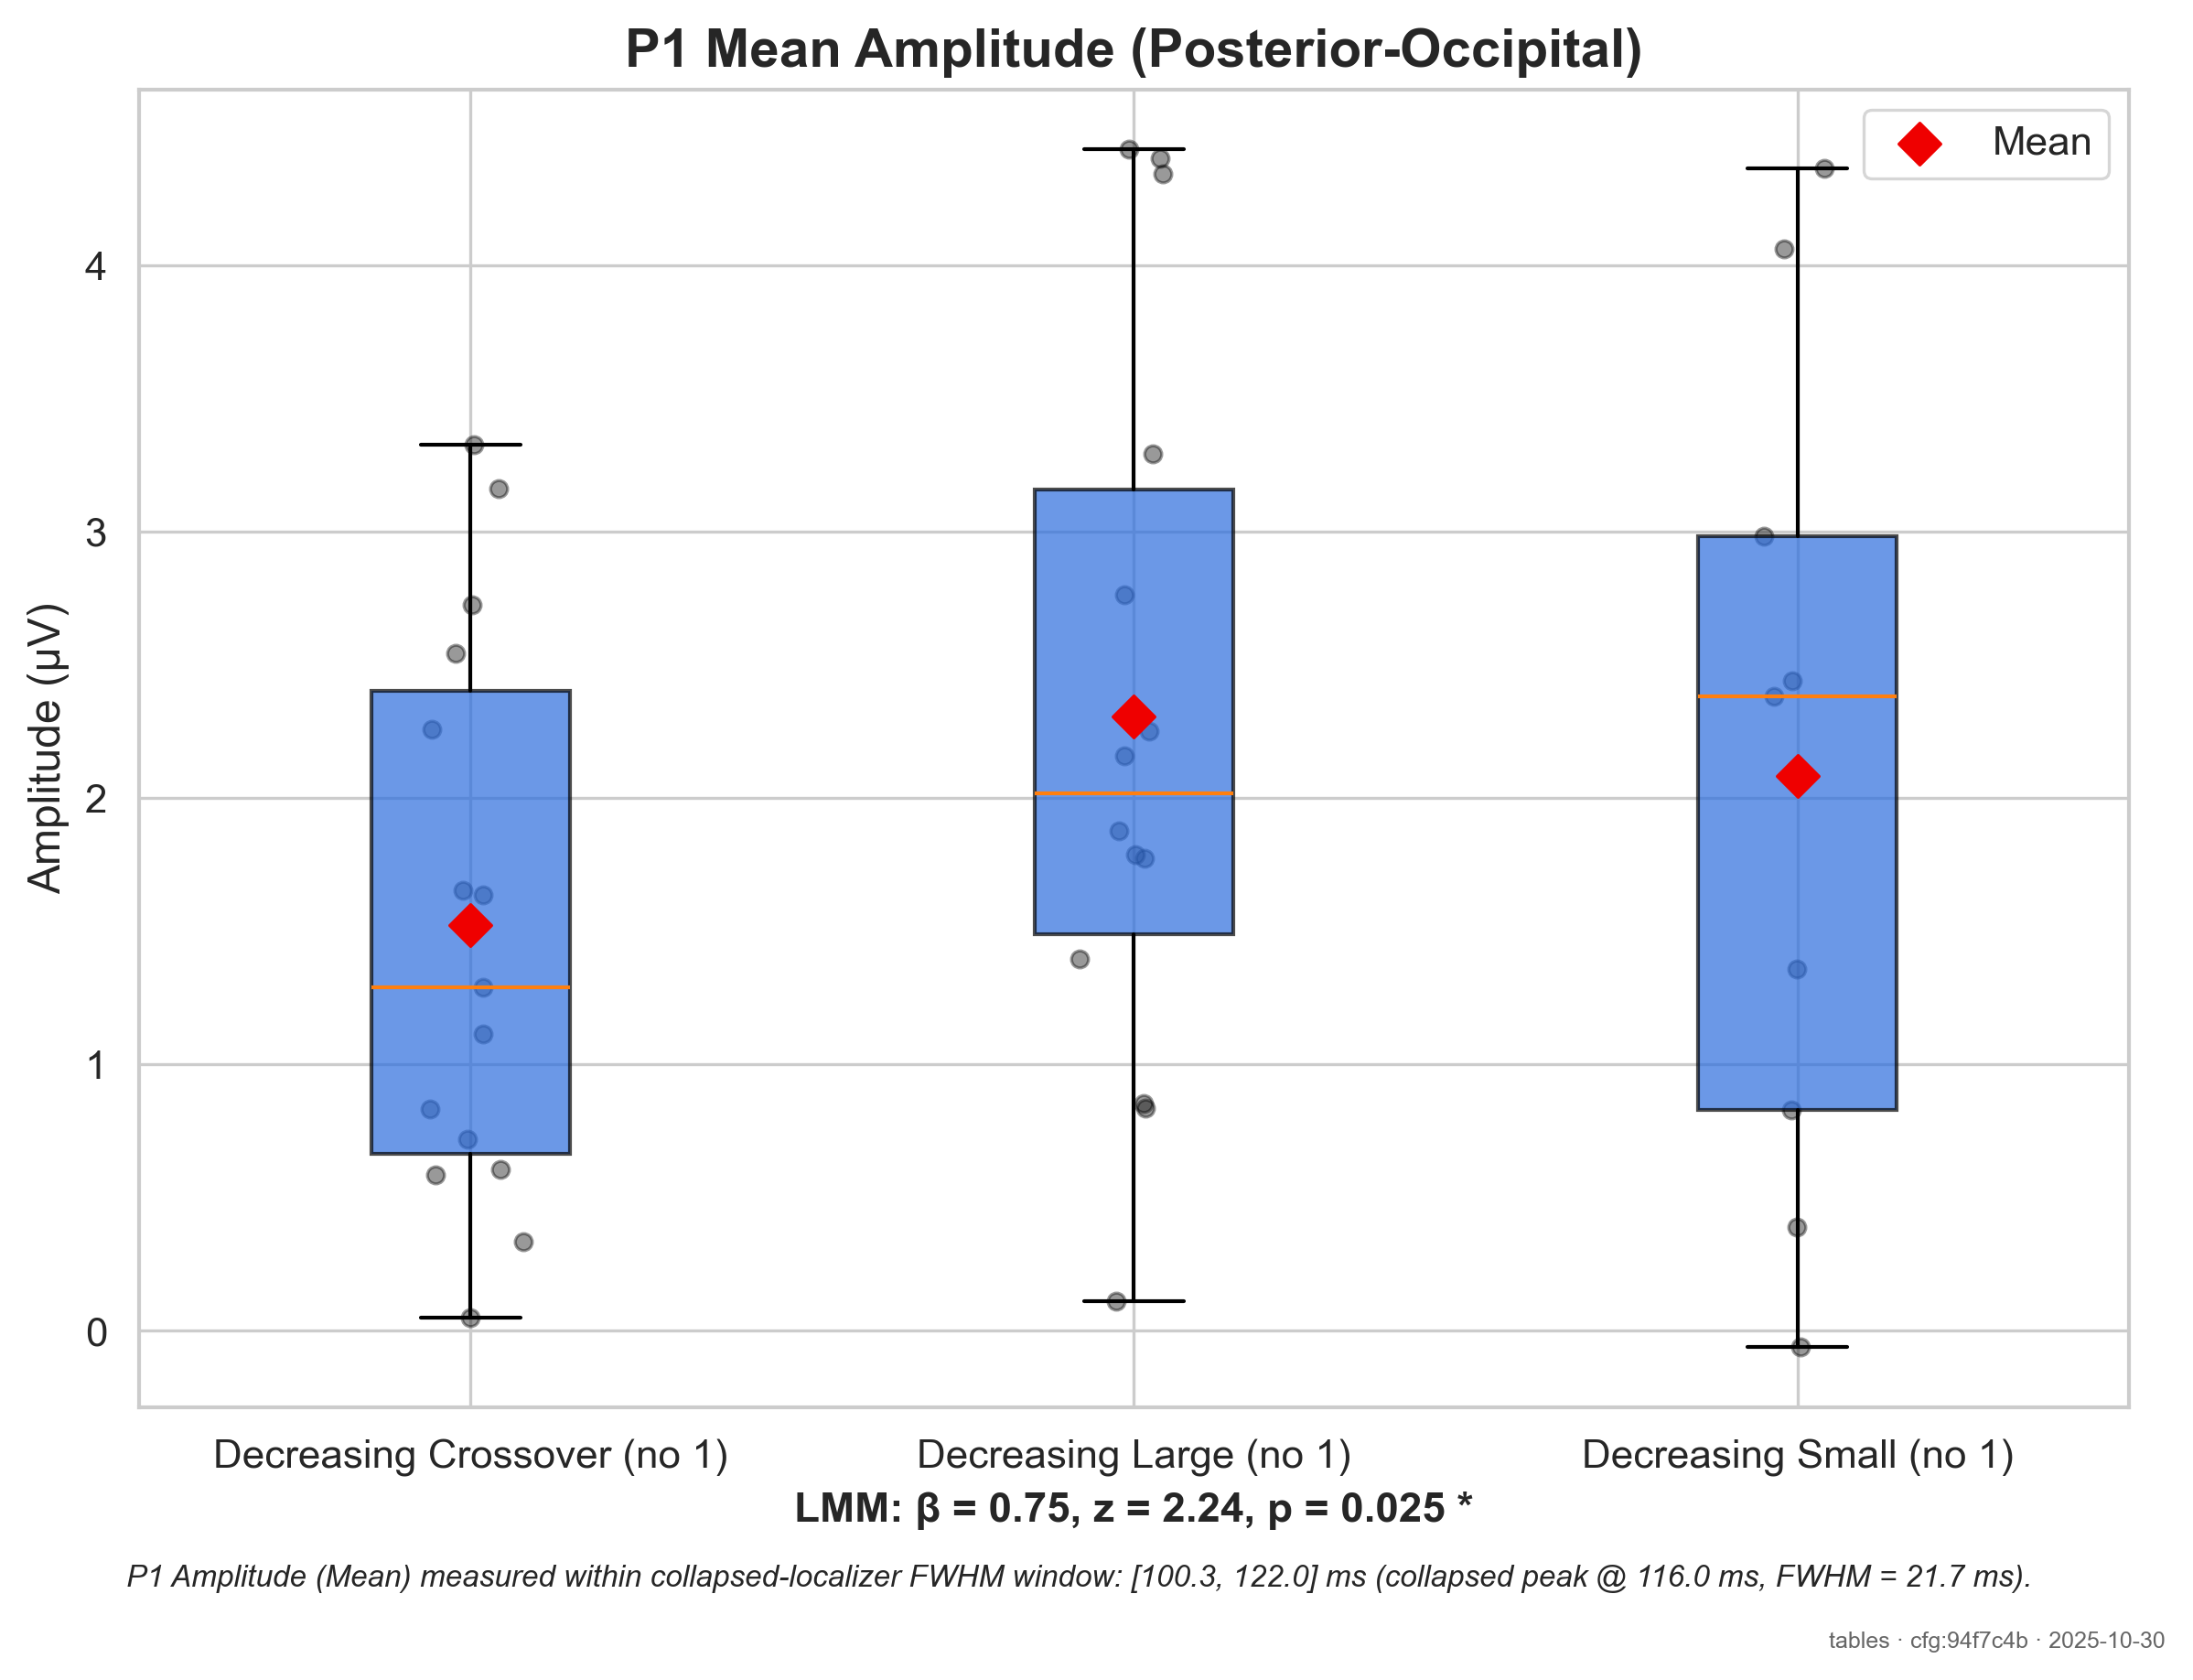 P1 Mean Amplitude (Posterior-Occipital)
Mean
Amplitude (µV)
4
3
2
1
0
Decreasing Crossover (no 1)
Decreasing Large (no 1)
Decreasing Small (no 1)
LMM: β = 0.75, z = 2.24, p = 0.025 *
P1 Amplitude (Mean) measured within collapsed-localizer FWHM window: [100.3, 122.0] ms (collapsed peak @ 116.0 ms, FWHM = 21.7 ms).
tables · cfg:94f7c4b · 2025-10-30